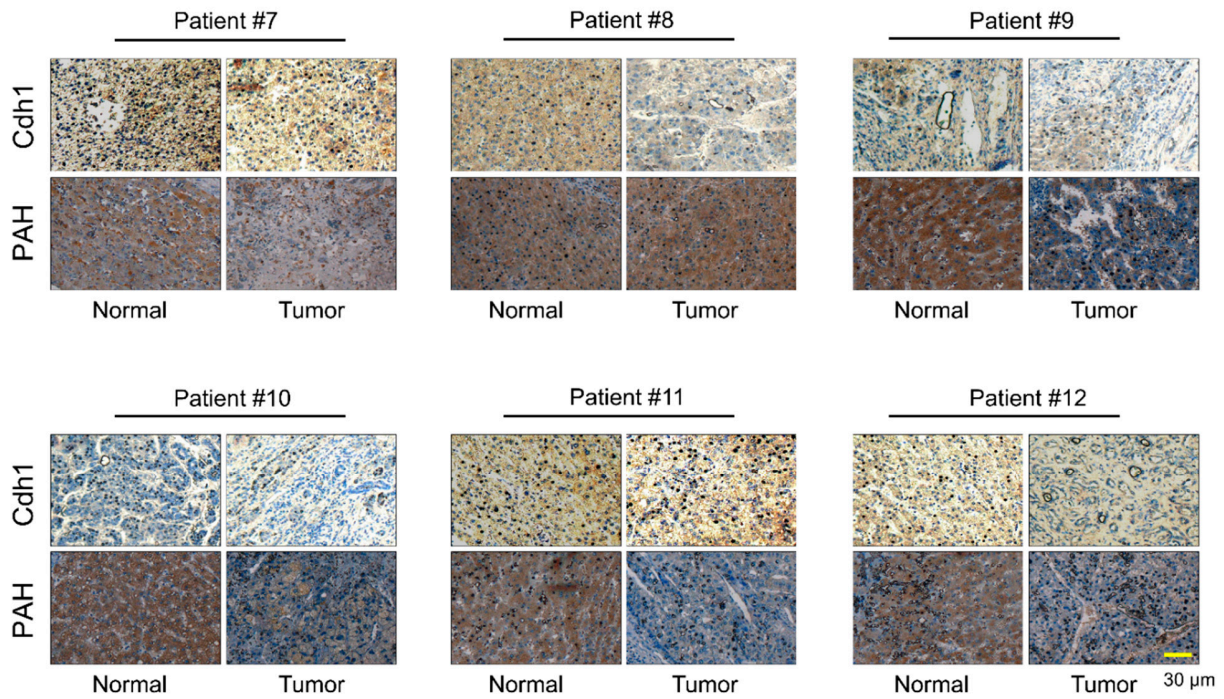 Patient #7
Patient #8
Patient #9
Cdh1
PAH
Normal
Tumor
Normal
Tumor
Normal
Tumor
Patient #10
Patient #11
Patient #12
Cdh1
PAH
Normal
Tumor
Normal
Tumor
Normal
Tumor
30 µm